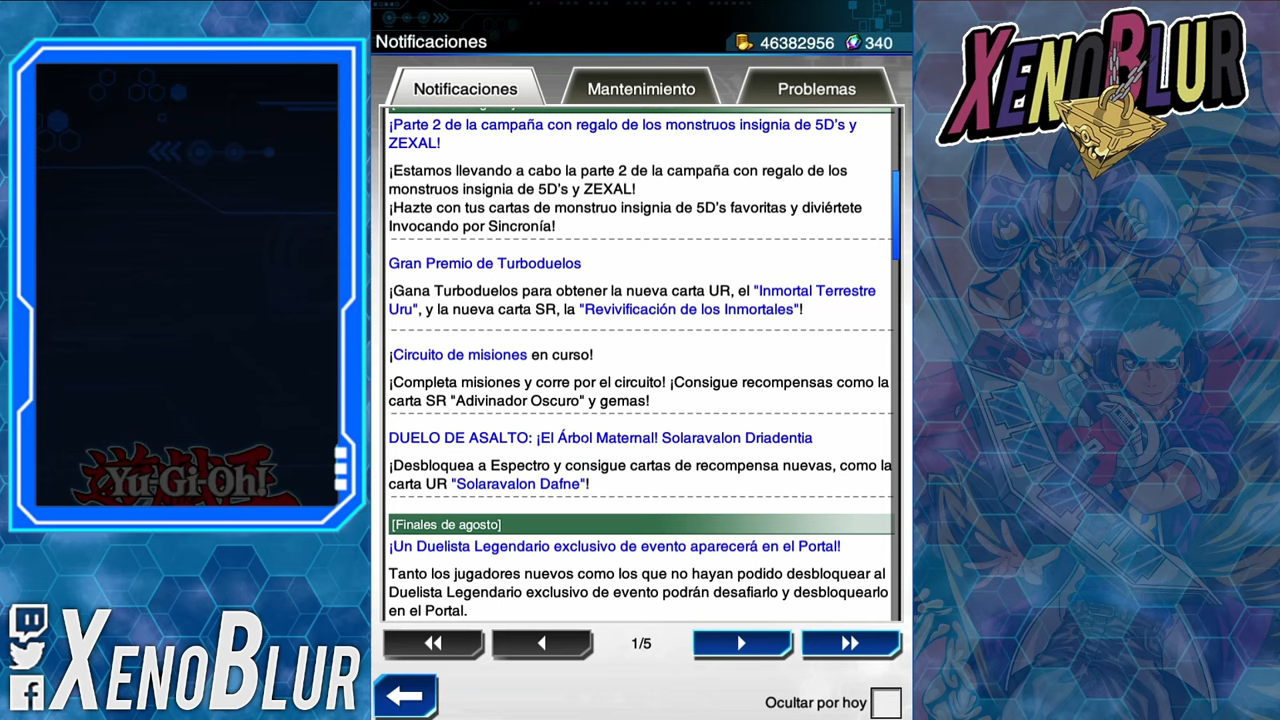 Notificaciones
46382956
340
XENOBLUR
Notificaciones
Mantenimiento
Problemas
¡Parte 2 de la campaña con regalo de los monstruos insignia de 5D's y
ZEXAL!
¡Estamos llevando a cabo la parte 2 de la campaña con regalo de los
monstruos insignia de 5D's y ZEXAL!
¡Hazte con tus cartas de monstruo insignia de 5D's favoritas y diviértete
Invocando por Sincronía!
Gran Premio de Turboduelos
¡Gana Turboduelos para obtener la nueva carta UR, el "Inmortal Terrestre
Uru", y la nueva carta SR, la "Revivificación de los Inmortales"!
¡Circuito de misiones en curso!
¡Completa misiones y corre por el circuito! ¡Consigue recompensas como la
carta SR "Adivinador Oscuro" y gemas!
DUELO DE ASALTO: ¡El Árbol Maternal! Solaravalon Driadentia
¡Desbloquea a Espectro y consigue cartas de recompensa nuevas, como la
carta UR "Solaravalon Dafne"!
[Finales de agosto]
¡Un Duelista Legendario exclusivo de evento aparecerá en el Portal!
Tanto los jugadores nuevos como los que no hayan podido desbloquear al
Duelista Legendario exclusivo de evento podrán desafiarlo y desbloquearlo
en el Portal.
1/5
Ocultar por hoy
Yu-Gi-Oh!
XENOBLUR